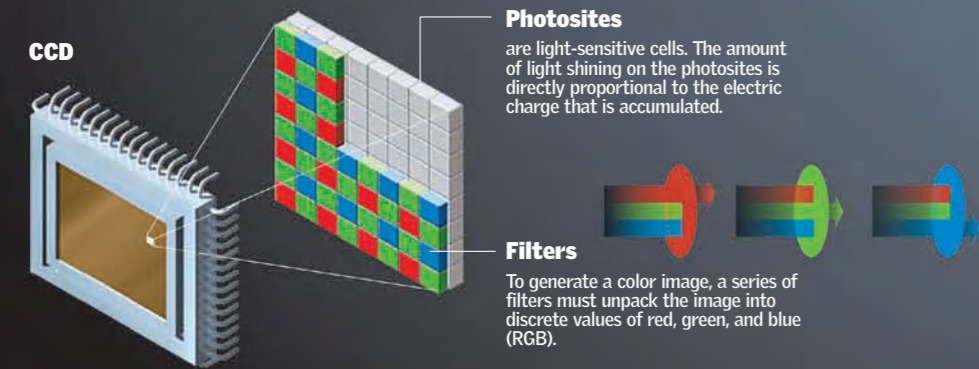 CCD
Photosites
are light-sensitive cells. The amount
of light shining on the photosites is
directly proportional to the electric
charge that is accumulated.
Filters
To generate a color image, a series of
filters must unpack the image into
discrete values of red, green, and blue
(RGB).